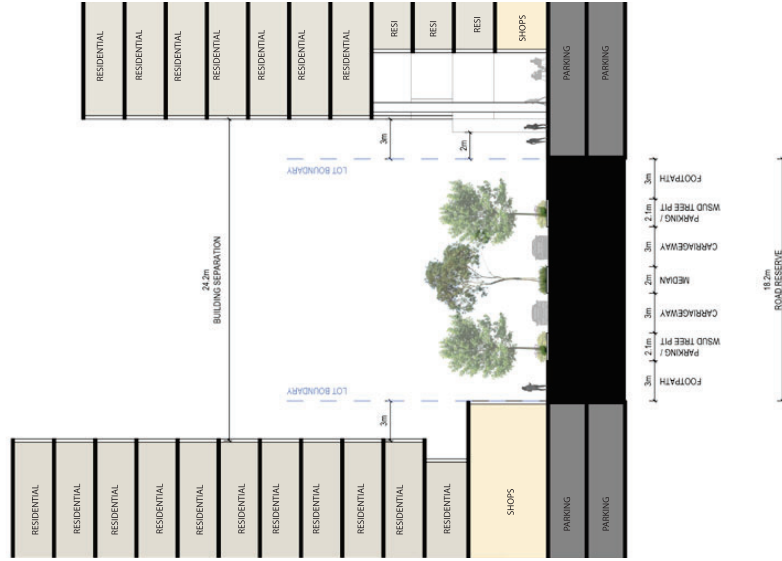 RESIDENTIAL
RESIDENTIAL
RESIDENTIAL
RESIDENTIAL
RESIDENTIAL
RESIDENTIAL
RESIDENTIAL
RESI
RESI
RESI
SHOPS
PARKING
PARKING
3m
2m
LOT BOUNDARY
24.2m
BUILDING SEPARATION
3m
FOOTPATH
2.1m
PARKING /
WSUD TREE PIT
3m
CARRIAGEWAY
2m
MEDIAN
3m
CARRIAGEWAY
2.1m
PARKING /
WSUD TREE PIT
3m
FOOTPATH
18.2m
ROAD RESERVE
LOT BOUNDARY
3m
RESIDENTIAL
RESIDENTIAL
RESIDENTIAL
RESIDENTIAL
RESIDENTIAL
RESIDENTIAL
RESIDENTIAL
RESIDENTIAL
RESIDENTIAL
RESIDENTIAL
RESIDENTIAL
SHOPS
PARKING
PARKING